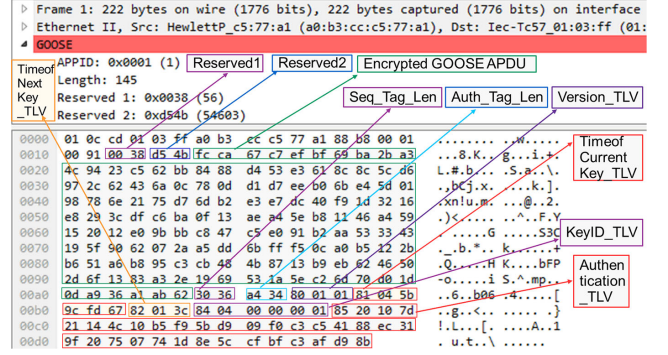 Frame 1: 222 bytes on wire (1776 bits), 222 bytes captured (1776 bits) on interface
Ethernet II, Src: HewlettP_c5:77:a1 (a0:b3:cc:c5:77:a1), Dst: Iec-Tc57_01:03:ff (01:
GOOSE
APPID: 0x0001 (1)
Reserved1
Reserved2
Encrypted GOOSE APDU
Timeof
Next
Key
_TLV
Length: 145
Reserved 1: 0x0038 (56)
Reserved 2: 0xd54b (54603)
Seq_Tag_Len
Auth_Tag_Len
Version_TLV
0000 01 0c cd 01 03 ff a0 b3 cc c5 77 a1 88 b8 00 01
0010 00 91 00 38 d5 4b fc ca 67 c7 ef bf 69 ba 2b a3
0020 4c 94 23 c5 62 bb 84 88 d4 53 e3 61 8c 8c 5c d6
0030 97 2c 62 43 6a 0c 78 0d d1 d7 ee b0 6b e4 5d 01
0040 98 78 6e 21 75 d7 6d b2 e3 e7 dc 40 f9 1d 32 16
0050 e8 29 3c df c6 ba 0f 13 ae a4 5e b8 11 46 a4 59
0060 15 20 12 e0 9b bb c8 47 c5 e0 91 b2 aa 53 33 43
0070 19 5f 90 62 07 2a a5 dd 6b ff f5 0c a0 b5 12 2b
0080 b6 51 a6 b8 95 c3 cb 48 4b 87 13 b9 eb 62 46 50
0090 2d 6f 13 83 a3 2e 19 69 53 1a 5e c2 6d 70 d0 1d
00a0 0d a9 36 a1 ab 62 30 36 a4 34 80 01 01 81 04 5b
00b0 9c fd 67 82 01 3c 84 04 00 00 00 01 85 20 10 7d
00c0 21 14 4c 10 b5 f9 5b d9 09 f0 c3 c5 41 88 ec 31
00d0 9f 20 75 07 74 1d 8e 5c cf bf c3 af d9 8b
Timeof
Current
Key_TLV
KeyID_TLV
Authen
tication
_TLV